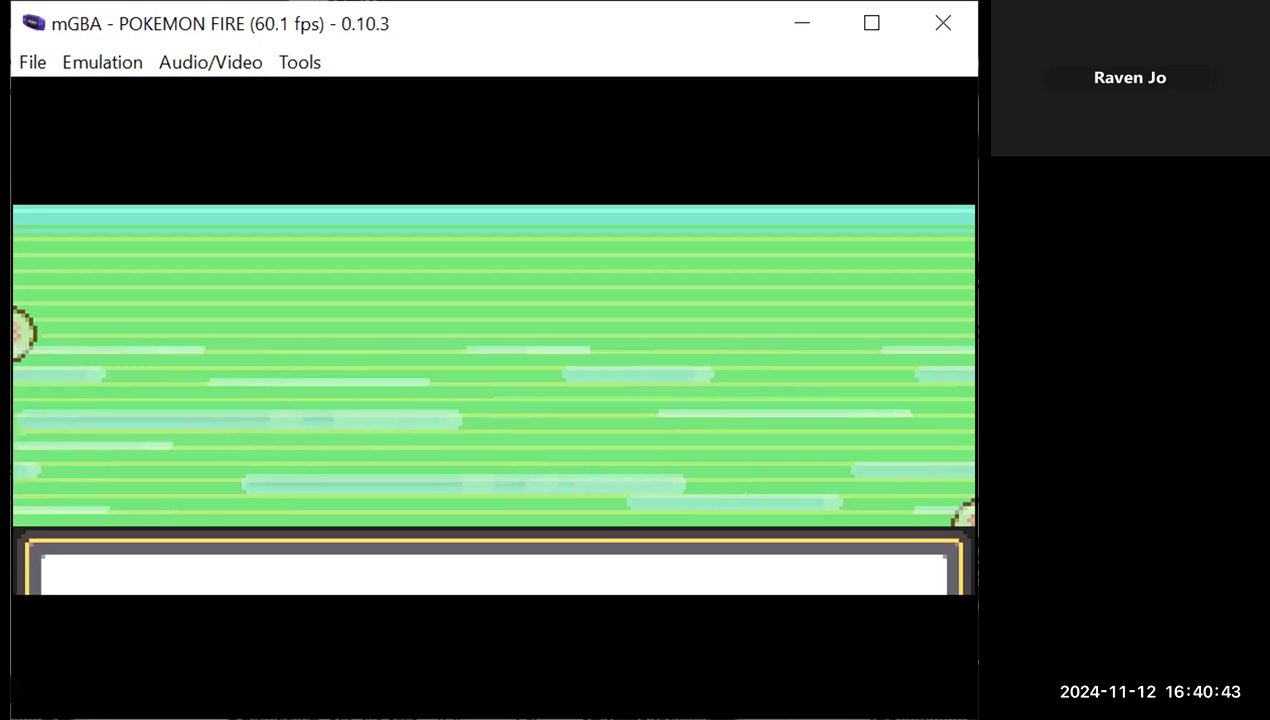 mGBA - POKEMON FIRE (60.1 fps) - 0.10.3
File Emulation Audio/Video Tools
Raven Jo
2024-11-12 16:40:43